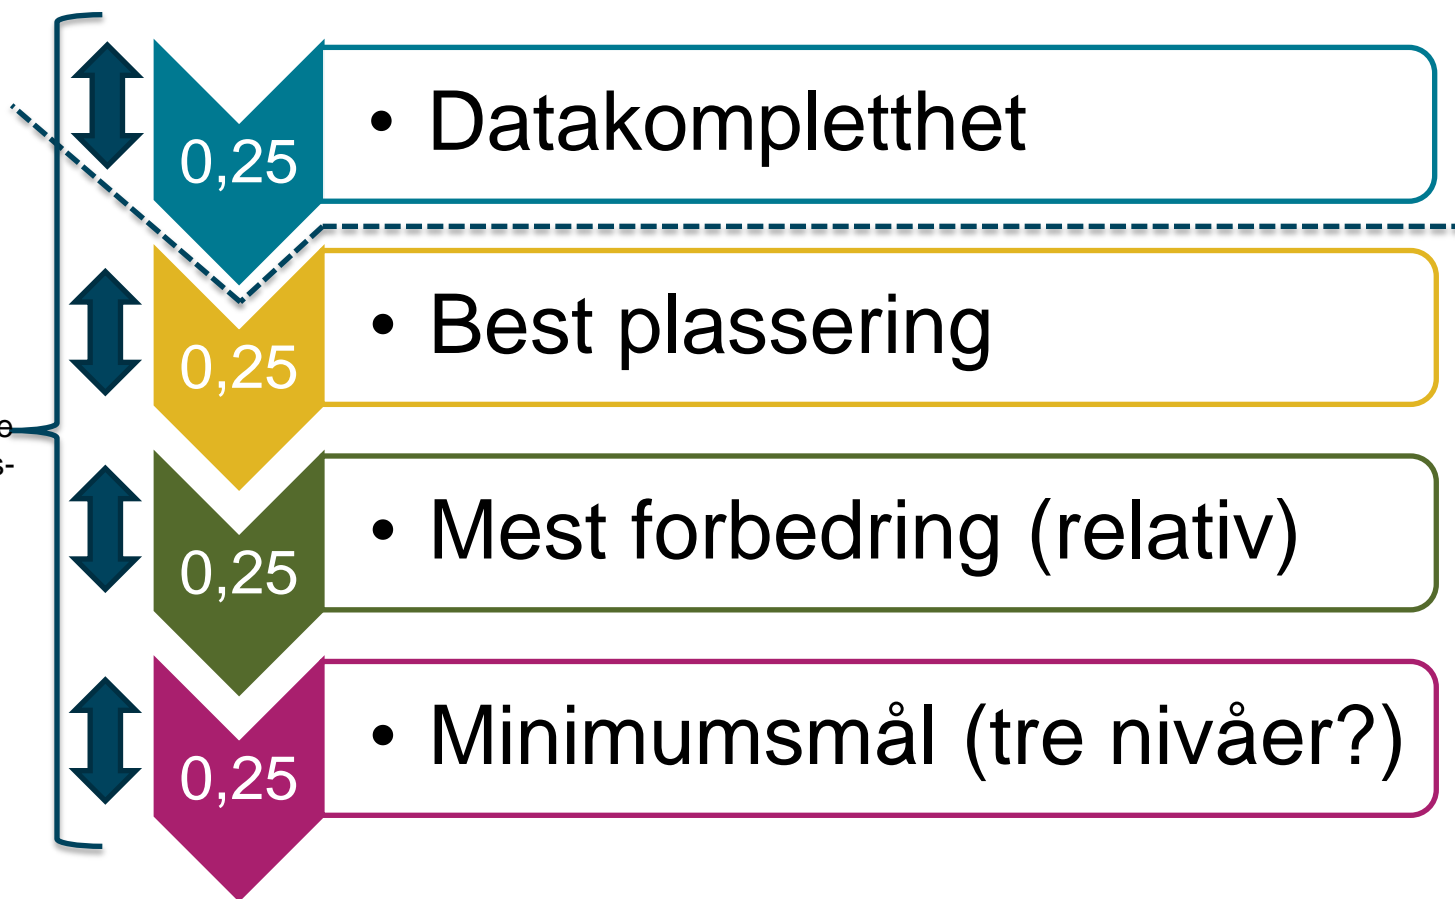 0,25
• Datakompletthet
0,25
• Best plassering
0,25
• Mest forbedring (relativ)
0,25
• Minimumsmål (tre nivåer?)